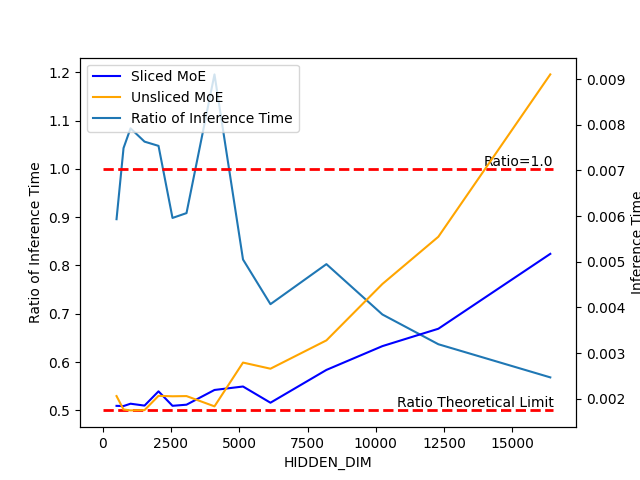 Sliced MoE
Unsliced MoE
Ratio of Inference Time
Ratio=1.0
Ratio Theoretical Limit
1.2
1.1
1.0
0.9
0.8
0.7
0.6
0.5
Ratio of Inference Time
0.009
0.008
0.007
0.006
0.005
0.004
0.003
0.002
Inference Time
0
2500
5000
7500
10000
12500
15000
HIDDEN_DIM